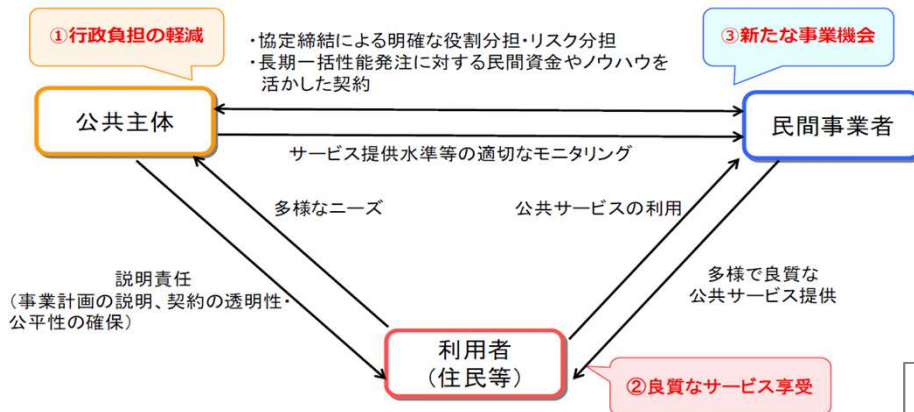 ①行政負担の軽減
・協定締結による明確な役割分担・リスク分担
・長期一括性能発注に対する民間資金やノウハウを
活かした契約
③新たな事業機会
公共主体
民間事業者
サービス提供水準等の適切なモニタリング
多様なニーズ
公共サービスの利用
説明責任
（事業計画の説明、契約の透明性・
公平性の確保）
多様で良質な
公共サービス提供
利用者
（住民等）
②良質なサービス享受